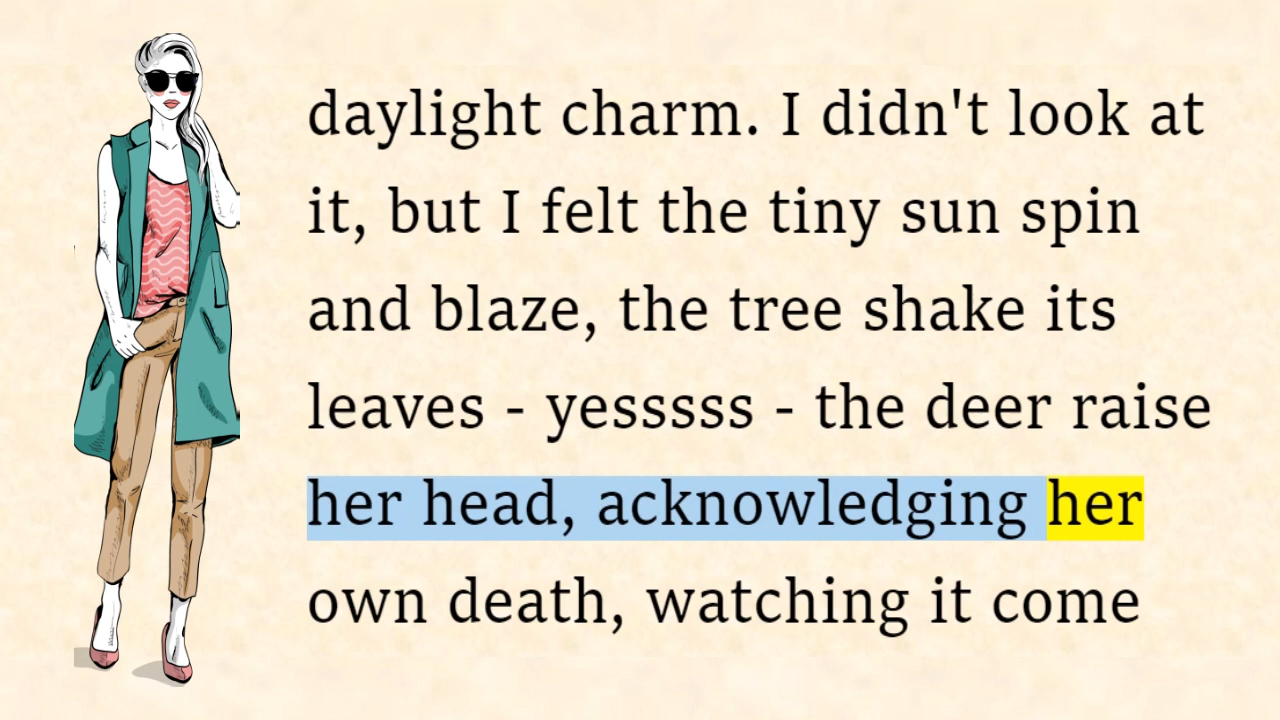 daylight charm. I didn't look at
it, but I felt the tiny sun spin
and blaze, the tree shake its
leaves - yesssss - the deer raise
her head, acknowledging her
own death, watching it come